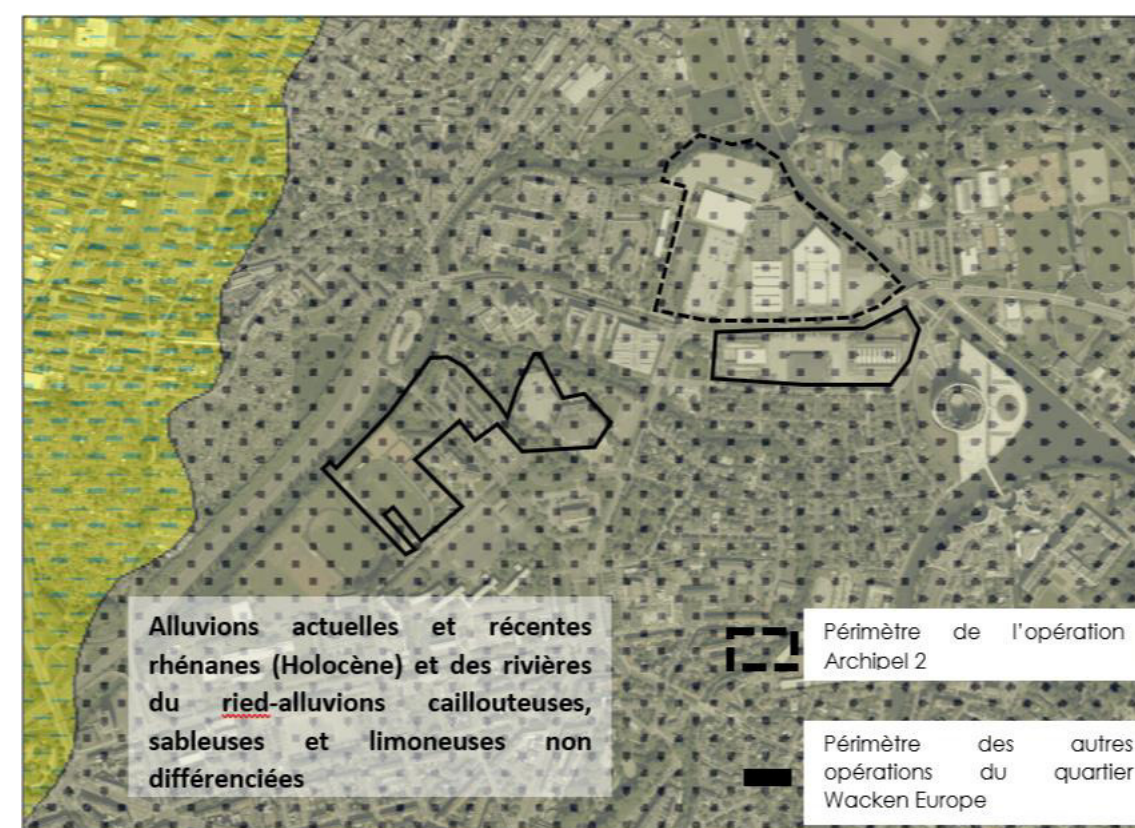 Alluvions actuelles et récentes
rhénanes (Holocène) et des rivières
du ried-alluvions caillouteuses,
sableuses et limoneuses non
différenciées
Périmètre de l'opération
Archipel 2
Périmètre des autres
opérations du quartier
Wacken Europe